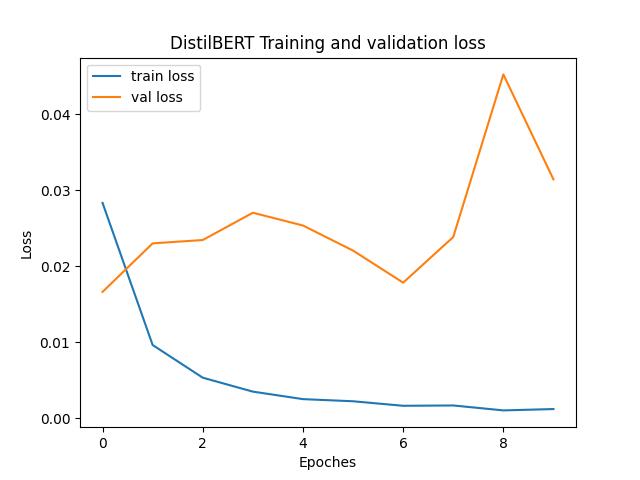 DistilBERT Training and validation loss
train loss
val loss
0.04
0.03
0.02
0.01
0.00
Loss
0 2 4 6 8
Epoches